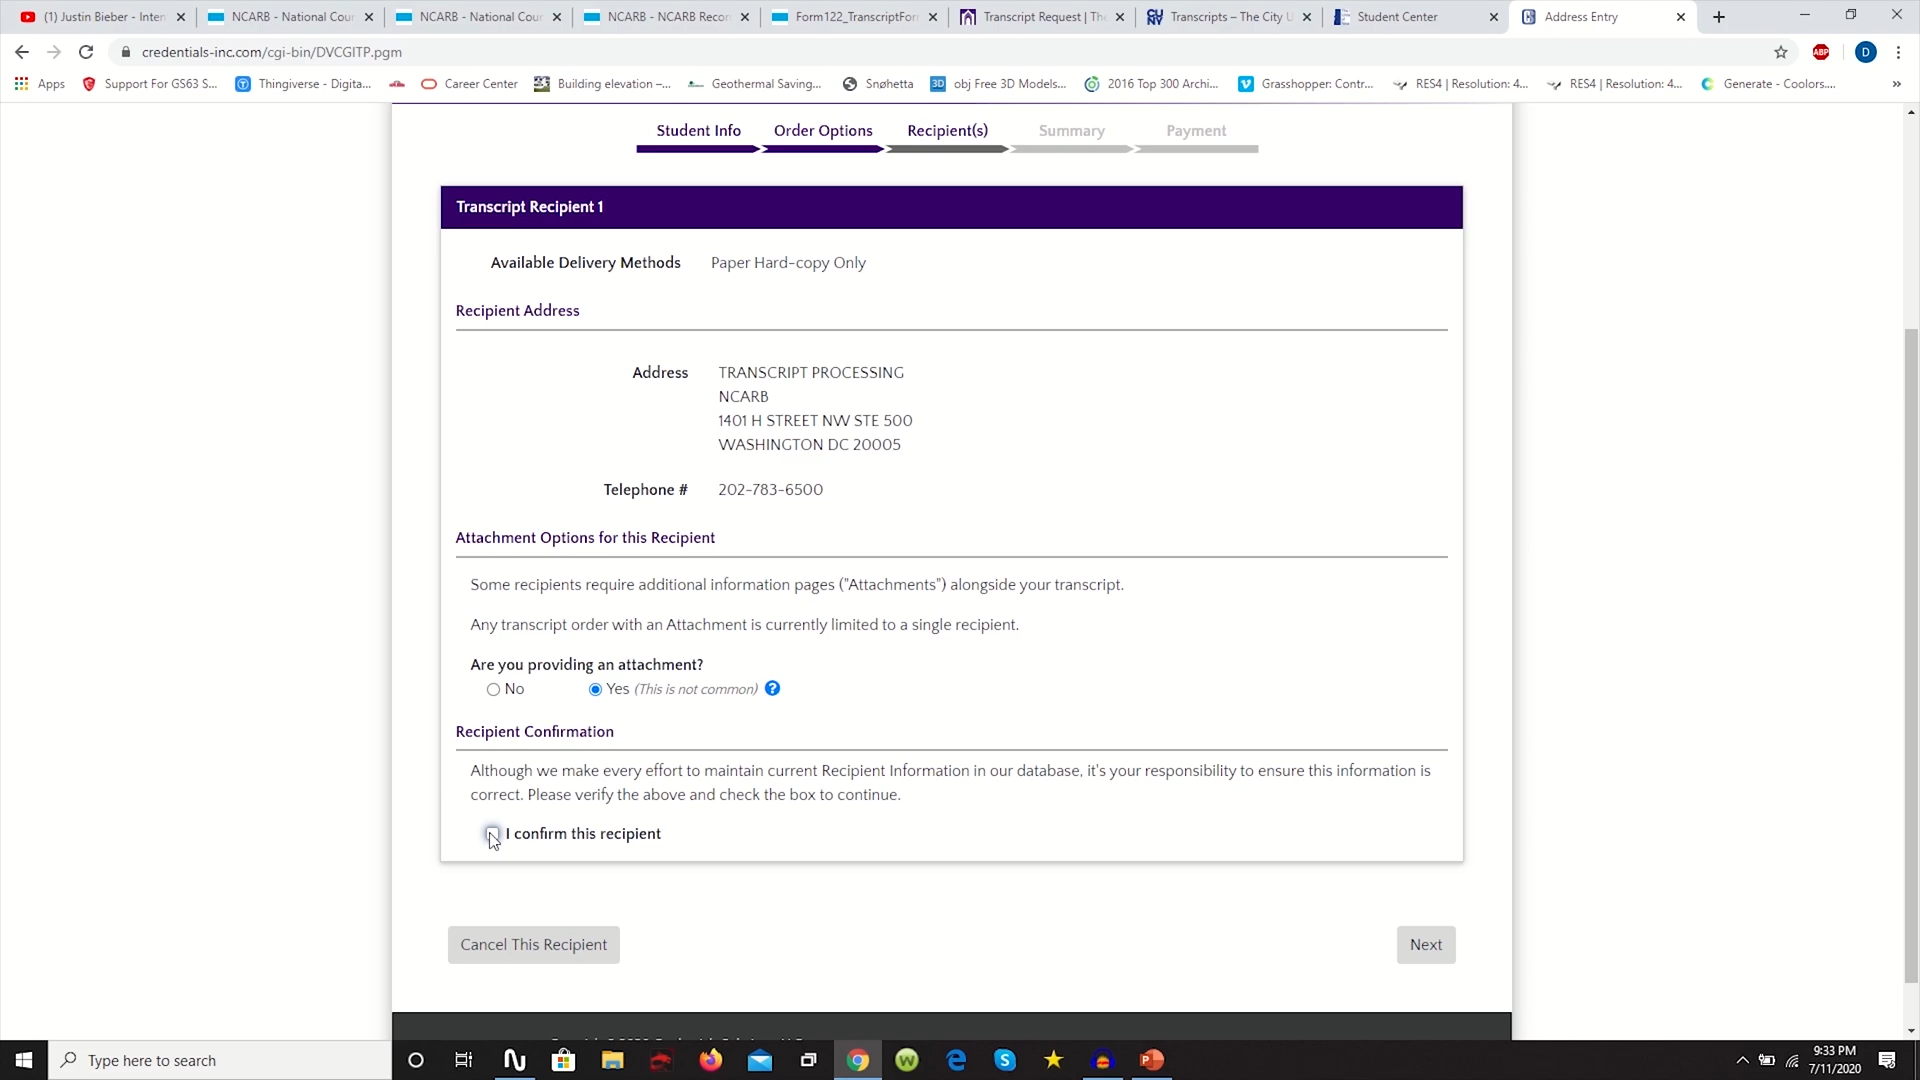 (1) Justin Bieber - Inten
NCARB - National Cour
NCARB - National Cour
NCARB - NCARB Recor
Form122_TranscriptFor
Transcript Request | The
Transcripts – The City U
Student Center
Address Entry
credentials-inc.com/cgi-bin/DVCGITP.pgm
ABP
D
Apps
Support For GS63 S...
Thingiverse - Digita...
Career Center
Building elevation –...
Geothermal Saving...
Snøhetta
3D obj Free 3D Models...
2016 Top 300 Archi...
Grasshopper: Contr...
RES4 | Resolution: 4...
RES4 | Resolution: 4...
Generate - Coolors....
»
Student Info
Order Options
Recipient(s)
Summary
Payment
Transcript Recipient 1
Available Delivery Methods Paper Hard-copy Only
Recipient Address
Address TRANSCRIPT PROCESSING
NCARB
1401 H STREET NW STE 500
WASHINGTON DC 20005
Telephone # 202-783-6500
Attachment Options for this Recipient
Some recipients require additional information pages ("Attachments") alongside your transcript.
Any transcript order with an Attachment is currently limited to a single recipient.
Are you providing an attachment?
No Yes (This is not common) ?
Recipient Confirmation
Although we make every effort to maintain current Recipient Information in our database, it's your responsibility to ensure this information is
correct. Please verify the above and check the box to continue.
I confirm this recipient
Cancel This Recipient
Next
Type here to search
9:33 PM
7/11/2020